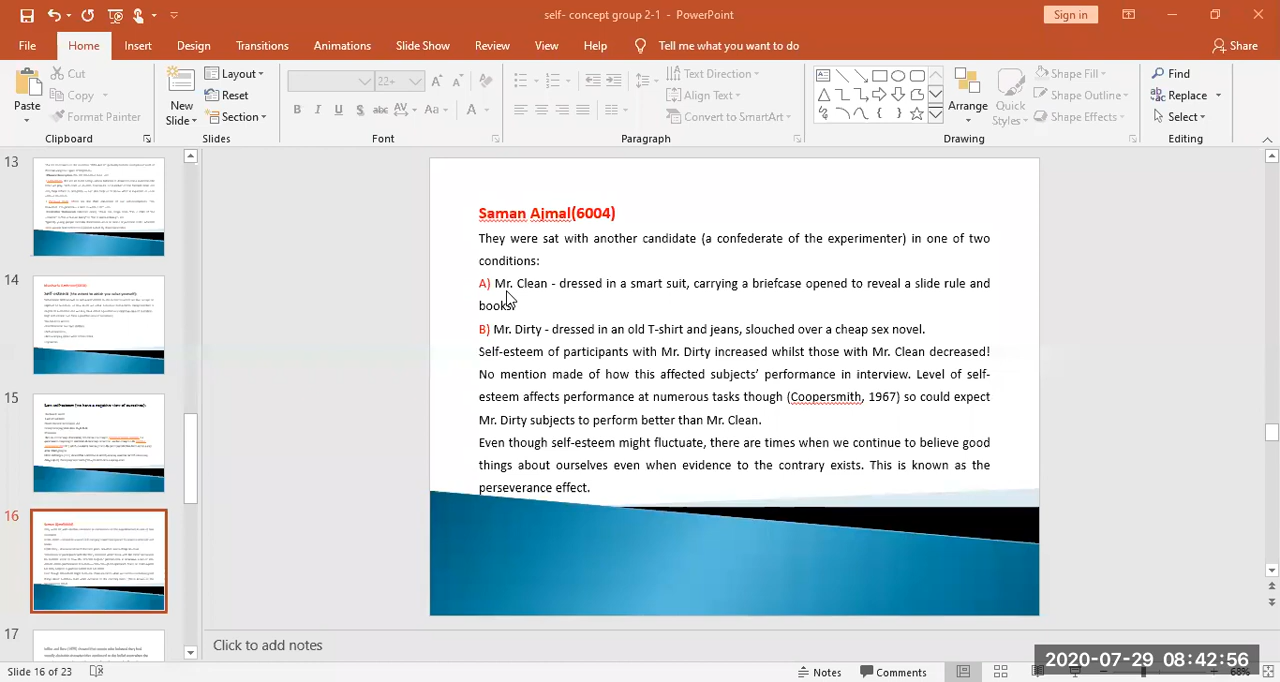 self- concept group 2-1 - PowerPoint
Sign in
File Home Insert Design Transitions Animations Slide Show Review View Help Tell me what you want to do Share
Paste Cut Copy Format Painter
New Slide Layout Reset Section
22+
Text Direction Align Text Convert to SmartArt
Arrange Quick Styles Shape Fill Shape Outline Shape Effects
Find Replace Select
Clipboard Slides Font Paragraph Drawing Editing
13
14
15
16
17
Saman Ajmal(6004)
They were sat with another candidate (a confederate of the experimenter) in one of two
conditions:
A) Mr. Clean - dressed in a smart suit, carrying a briefcase opened to reveal a slide rule and
B) Mr. Dirty - dressed in an old t-shirt and jeans, slouched over a cheap sex novel.
Self-esteem of participants with Mr. Dirty increased whilst those with Mr. Clean decreased!
No mention made of how this affected subjects’ performance in interview. Level of self-
esteem affects performance at numerous tasks though (Coopersmith, 1967) so could expect
Mr. Dirty subjects to perform better than Mr. Clean.
Even though self-esteem might fluctuate, there are times when we continue to believe good
things about ourselves even when evidence to the contrary exists. This is known as the
perseverance effect.
Click to add notes
Slide 16 of 23
Notes Comments
68%
2020-07-29 08:42:56